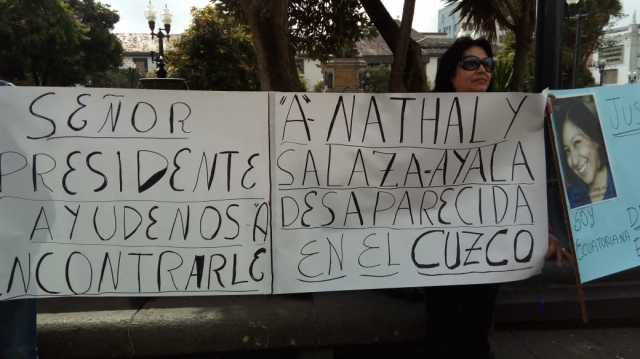 SEÑOR
PRESIDENTE
AYUDENOS "A
ENCONTRARLE
"A" NATHALY
SALAZA-AYALA
DESAPARECIDA
EN EL CUZCO
JUS
SOY
ECUATORIANA